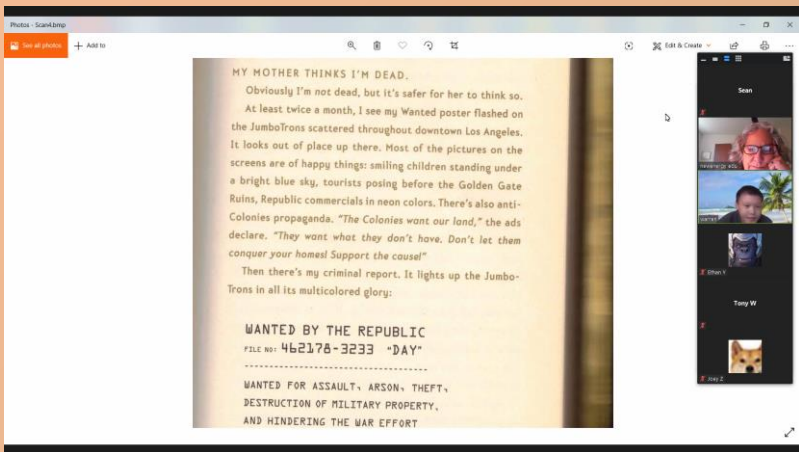 Photos - Scan4.bmp
See all photos
+ Add to
Edit & Create
MY MOTHER THINKS I'M DEAD.
Obviously I'm not dead, but it's safer for her to think so.
At least twice a month, I see my Wanted poster flashed on
the JumboTrons scattered throughout downtown Los Angeles.
It looks out of place up there. Most of the pictures on the
screens are of happy things: smiling children standing under
a bright blue sky, tourists posing before the Golden Gate
Ruins, Republic commercials in neon colors. There's also anti-
Colonies propaganda. "The Colonies want our land," the ads
declare. "They want what they don't have. Don't let them
conquer your homes! Support the cause!"
Then there's my criminal report. It lights up the Jumbo-
Trons in all its multicolored glory:
WANTED BY THE REPUBLIC
FILE NO: 462178-3233 "DAY"
WANTED FOR ASSAULT, ARSON, THEFT,
DESTRUCTION OF MILITARY PROPERTY,
AND HINDERING THE WAR EFFORT
Sean
Ethan Y
Tony W
Joey Z